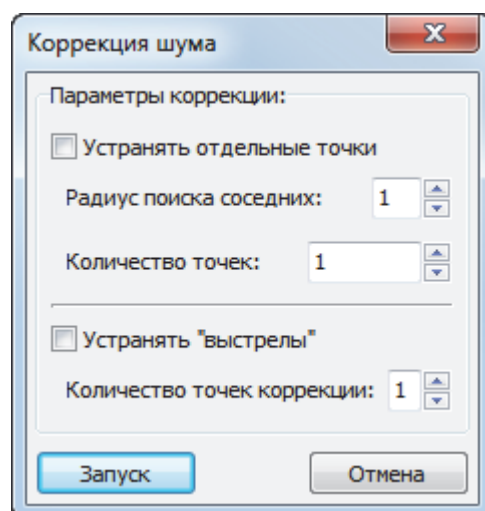 Коррекция шума
Параметры коррекции:
Устранять отдельные точки
Радиус поиска соседних: 1
Количество точек: 1
Устранять "выстрелы"
Количество точек коррекции: 1
Запуск Отмена